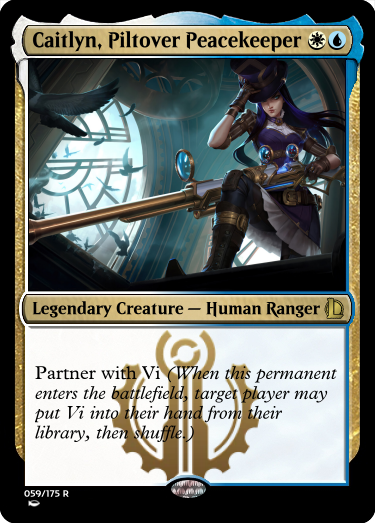 Caitlyn, Piltover Peacekeeper
Legendary Creature — Human Ranger
Partner with Vi (When this permanent
enters the battlefield, target player may
put Vi into their hand from their
library, then shuffle.)
059/175 R